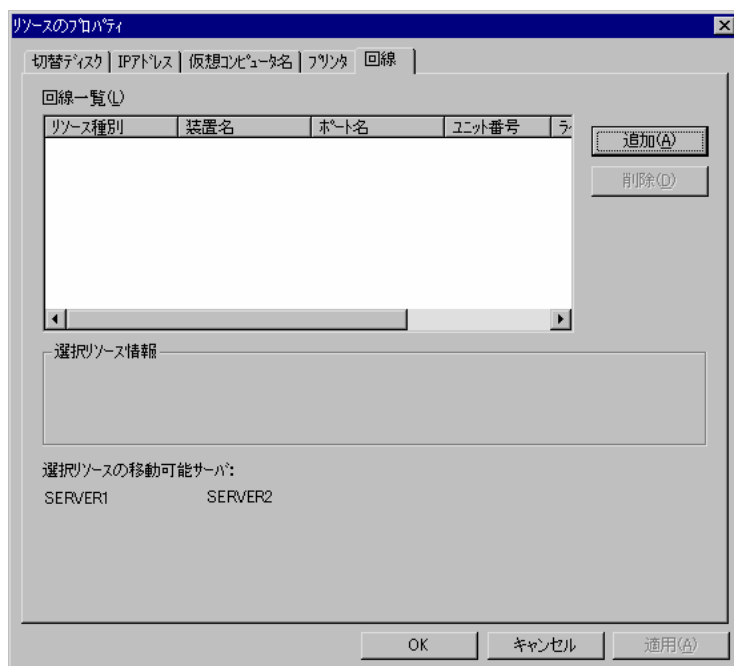 リソースのプロパティ
切替ディスク IPアドレス 仮想コンピュータ名 プリンタ 回線
回線一覧(L)
リソース種別 装置名 ポート名 ユニット番号 ラ
追加(A)
削除(D)
選択リソース情報
選択リソースの移動可能サーバ:
SERVER1 SERVER2
OK キャンセル 適用(A)